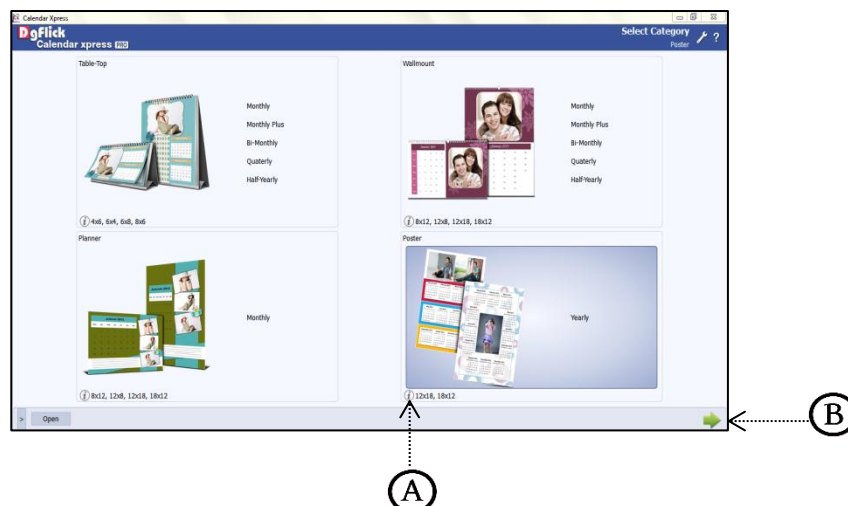 Calendar Xpress
DgFlick
Calendar xpress PRO
Select Category
Poster
?
Table-Top
Monthly
Monthly Plus
Bi-Monthly
Quaterly
Half-Yearly
i 4x6, 6x4, 6x8, 8x6
Wallmount
Monthly
Monthly Plus
Bi-Monthly
Quaterly
Half-Yearly
i 8x12, 12x8, 12x18, 18x12
Planner
Monthly
i 8x12, 12x8, 12x18, 18x12
Poster
Yearly
i 12x18, 18x12
> Open
B
A